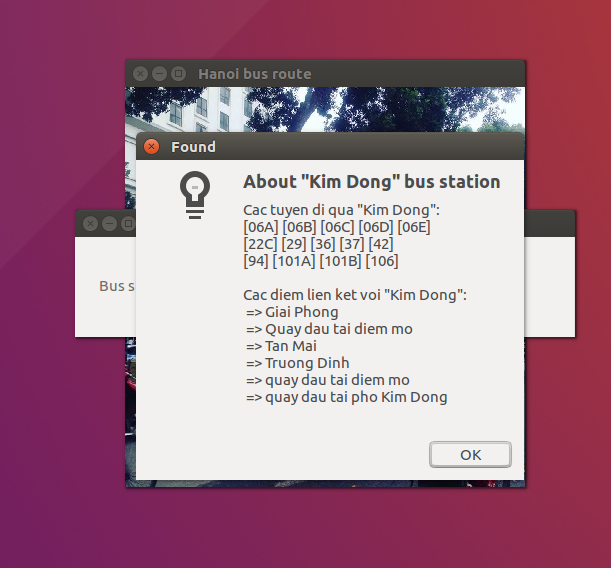 Hanoi bus route
Found
About "Kim Dong" bus station
Cac tuyen di qua "Kim Dong":
[06A] [06B] [06C] [06D] [06E]
[22C] [29] [36] [37] [42]
[94] [101A] [101B] [106]
Bus s
Cac diem lien ket voi "Kim Dong":
=> Giai Phong
=> Quay dau tai diem mo
=> Tan Mai
=> Truong Dinh
=> quay dau tai diem mo
=> quay dau tai pho Kim Dong
OK